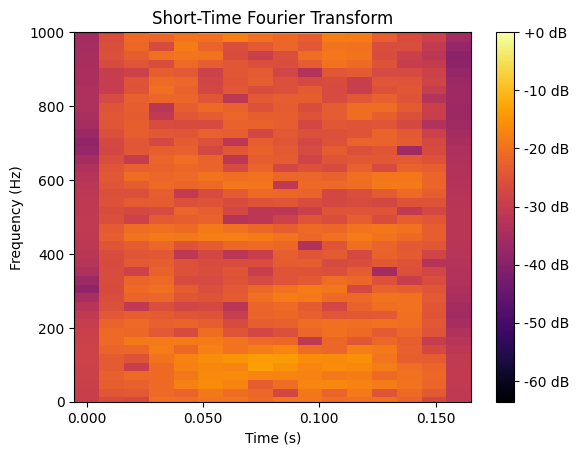 Short-Time Fourier Transform
1000
800
600
400
200
0
Frequency (Hz)
0.000
0.050
0.100
0.150
Time (s)
+0 dB
-10 dB
-20 dB
-30 dB
-40 dB
-50 dB
-60 dB